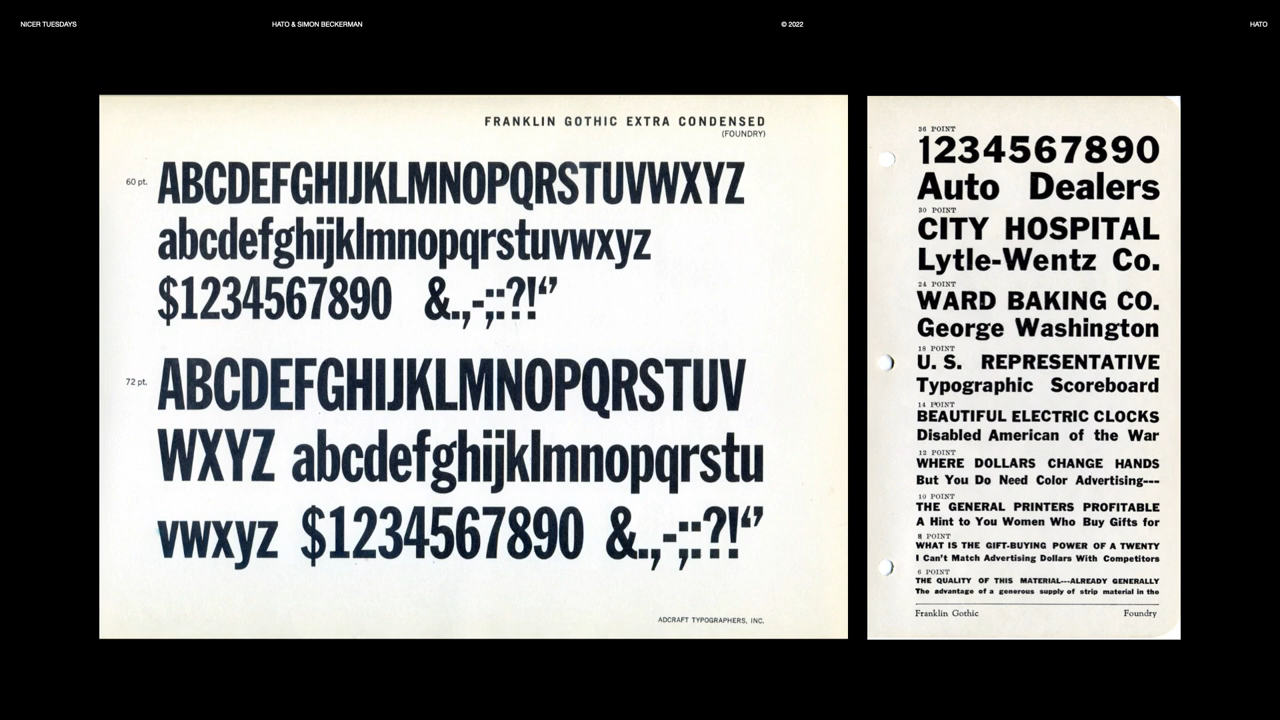 NICER TUESDAYS
HATO & SIMON BECKERMAN
© 2022
HATO
FRANKLIN GOTHIC EXTRA CONDENSED
(FOUNDRY)
60 pt.
ABCDEFGHIJKLMNOPQRSTUVWXYZ
abcdefghijklmnopqrstuvwxyz
$1234567890 &.,-;:?!‘’
72 pt.
ABCDEFGHIJKLMNOPQRSTUV
WXYZ abcdefghijklmnopqrstu
vwxyz $1234567890 &.,-;:?!‘’
ADCRAFT TYPOGRAPHERS, INC.
36 POINT
1234567890
Auto Dealers
30 POINT
CITY HOSPITAL
Lytle-Wentz Co.
24 POINT
WARD BAKING CO.
George Washington
18 POINT
U. S. REPRESENTATIVE
Typographic Scoreboard
14 POINT
BEAUTIFUL ELECTRIC CLOCKS
Disabled American of the War
12 POINT
WHERE DOLLARS CHANGE HANDS
But You Do Need Color Advertising---
10 POINT
THE GENERAL PRINTERS PROFITABLE
A Hint to You Women Who Buy Gifts for
8 POINT
WHAT IS THE GIFT-BUYING POWER OF A TWENTY
I Can't Match Advertising Dollars With Competitors
6 POINT
THE QUALITY OF THIS MATERIAL---ALREADY GENERALLY
The advantage of a generous supply of strip material in the
Franklin Gothic Foundry